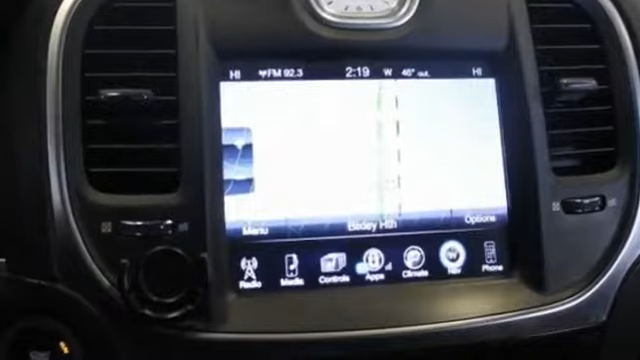 HI FM 92.3 2:19 W 46° out HI
Menu Options
Radio Media Controls Apps Climate Nav Phone